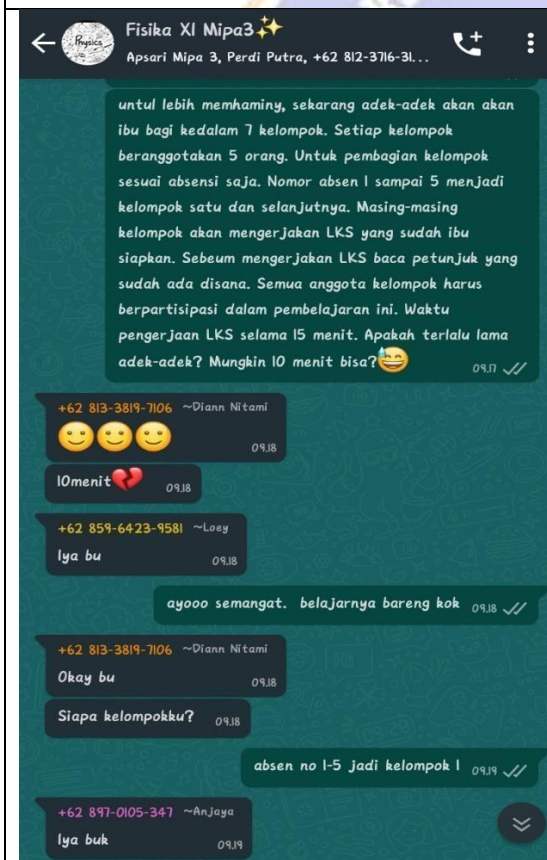 Physics
Fisika XI Mipa3✨
Apsari Mipa 3, Perdi Putra, +62 812-3716-31...
untul lebih memhaminy, sekarang adek-adek akan akan
ibu bagi kedalam 7 kelompok. Setiap kelompok
beranggotakan 5 orang. Untuk pembagian kelompok
sesuai absensi saja. Nomor absen 1 sampai 5 menjadi
kelompok satu dan selanjutnya. Masing-masing
kelompok akan mengerjakan LKS yang sudah ibu
siapkan. Sebeum mengerjakan LKS baca petunjuk yang
sudah ada disana. Semua anggota kelompok harus
berpartisipasi dalam pembelajaran ini. Waktu
pengerjaan LKS selama 15 menit. Apakah terlalu lama
adek-adek? Mungkin 10 menit bisa?😅 09.17
+62 813-3819-7106 ~Diann Nitami
🙂🙂🙂 09.18
10menit💔 09.18
+62 859-6423-9581 ~Loey
Iya bu 09.18
ayooo semangat. belajarnya bareng kok 09.18
+62 813-3819-7106 ~Diann Nitami
Okay bu 09.18
Siapa kelompokku? 09.18
absen no 1-5 jadi kelompok 1 09.19
+62 897-0105-347 ~Anjaya
Iya buk 09.19